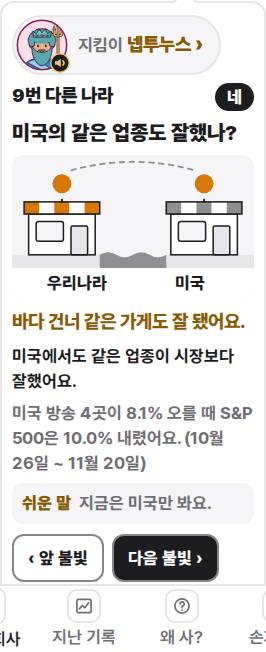 지킴이 넵투누스 ›
9번 다른 나라
네
미국의 같은 업종도 잘했나?
우리나라
미국
바다 건너 같은 가게도 잘 됐어요.
미국에서도 같은 업종이 시장보다
잘했어요.
미국 방송 4곳이 8.1% 오를 때 S&P
500은 10.0% 내렸어요. (10월
26일 ~ 11월 20일)
쉬운 말 지금은 미국만 봐요.
‹ 앞 불빛
다음 불빛 ›
회사
지난 기록
왜 사?